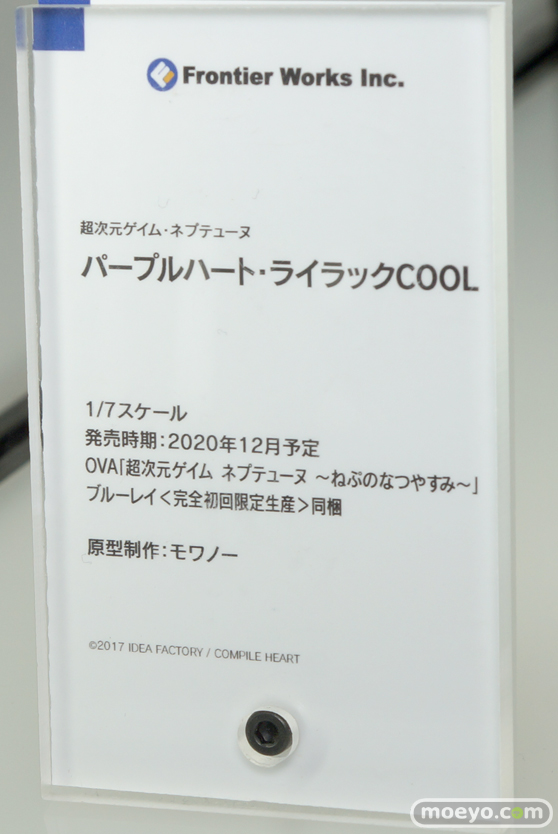 Frontier Works Inc.
超次元ゲイム・ネプテューヌ
パープルハート・ライラックCOOL
1/7スケール
発売時期：2020年12月予定
OVA「超次元ゲイム ネプテューヌ ～ねぷのなつやすみ～」
ブルーレイ＜完全初回限定生産＞同梱
原型制作：モワノー
©2017 IDEA FACTORY / COMPILE HEART
moeyo.com